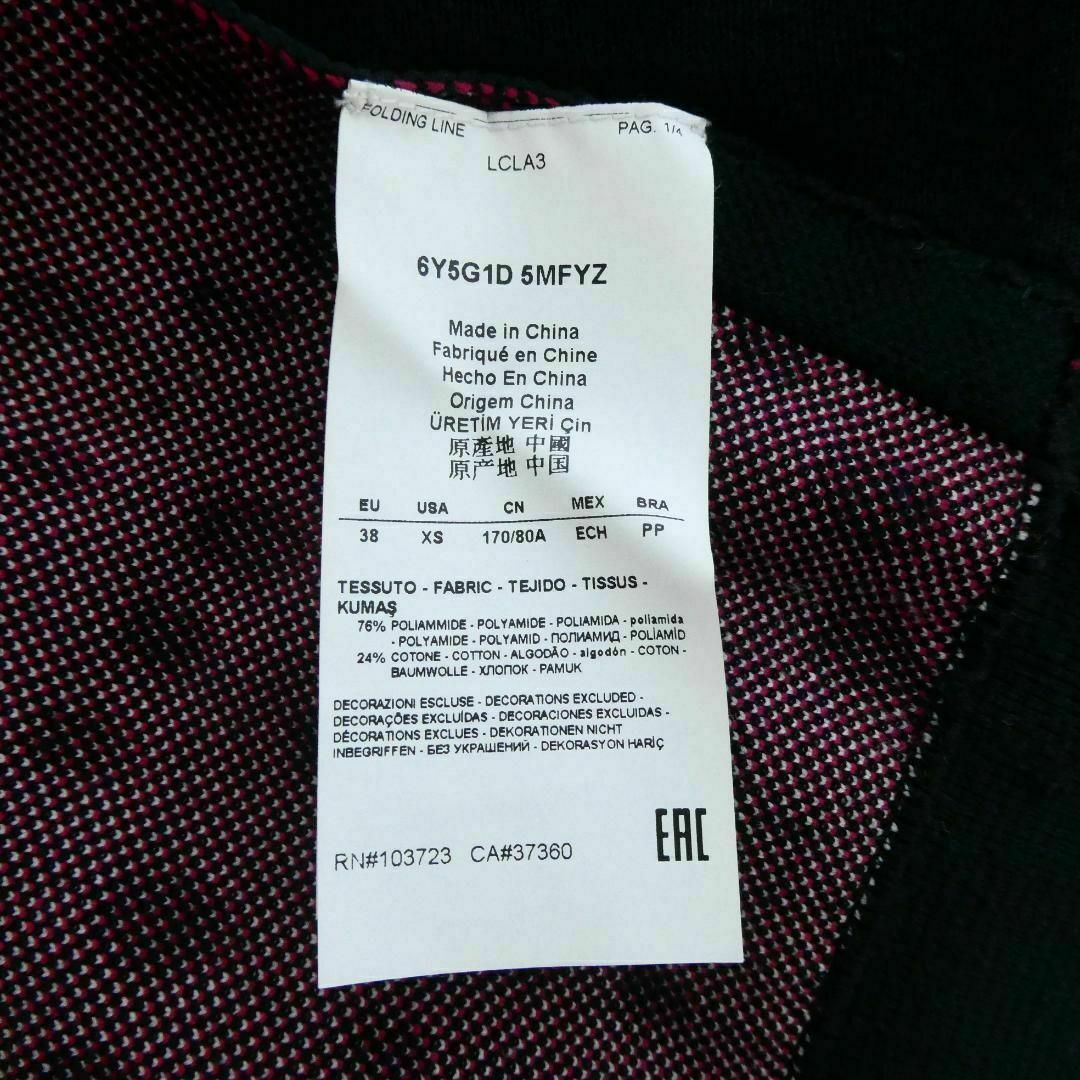 FOLDING LINE PAG. 1/4
LCLA3
6Y5G1D 5MFYZ
Made in China
Fabriqué en Chine
Hecho En China
Origem China
ÜRETİM YERİ Çin
原產地 中國
原产地 中国
EU USA CN MEX BRA
38 XS 170/80A ECH PP
TESSUTO - FABRIC - TEJIDO - TISSUS -
KUMAŞ
76% POLIAMMIDE - POLYAMIDE - POLIAMIDA - poliamida
- POLYAMIDE - POLYAMID - ПОЛИАМИД - POLİAMİD
24% COTONE - COTTON - ALGODÃO - algodón - COTON -
BAUMWOLLE - ХЛОПОК - PAMUK
DECORAZIONI ESCLUSE - DECORATIONS EXCLUDED -
DECORAÇÕES EXCLUÍDAS - DECORACIONES EXCLUIDAS -
DÉCORATIONS EXCLUES - DEKORATIONEN NICHT
INBEGRIFFEN - БЕЗ УКРАШЕНИЙ - DEKORASYON HARİÇ
EAC
RN#103723 CA#37360